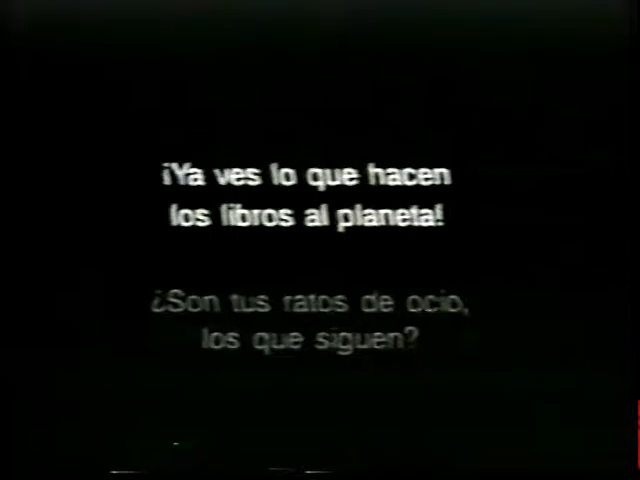 ¡Ya ves lo que hacen
los libros al planeta!
¿Son tus ratos de ocio,
los que siguen?